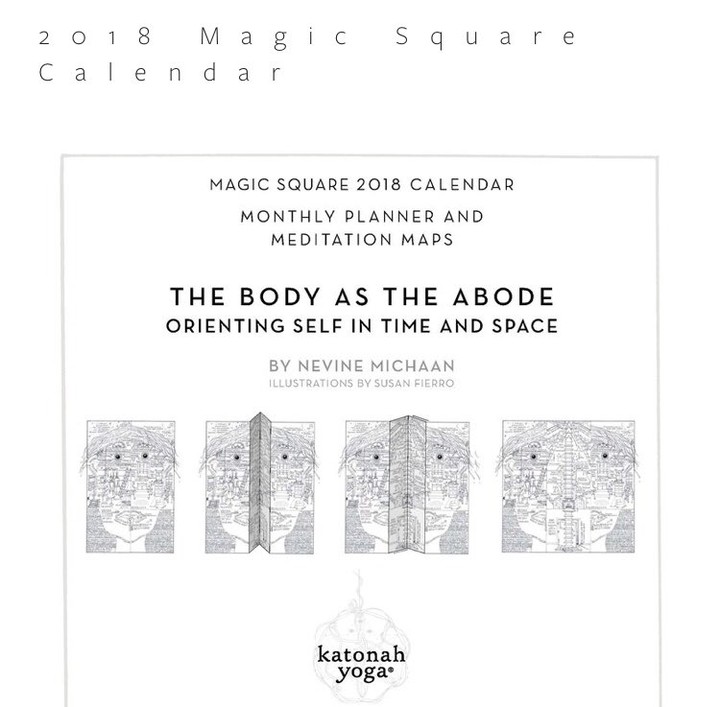 2018 Magic Square
Calendar
MAGIC SQUARE 2018 CALENDAR
MONTHLY PLANNER AND
MEDITATION MAPS
THE BODY AS THE ABODE
ORIENTING SELF IN TIME AND SPACE
BY NEVINE MICHAAN
ILLUSTRATIONS BY SUSAN FIERRO
katonah
yoga®